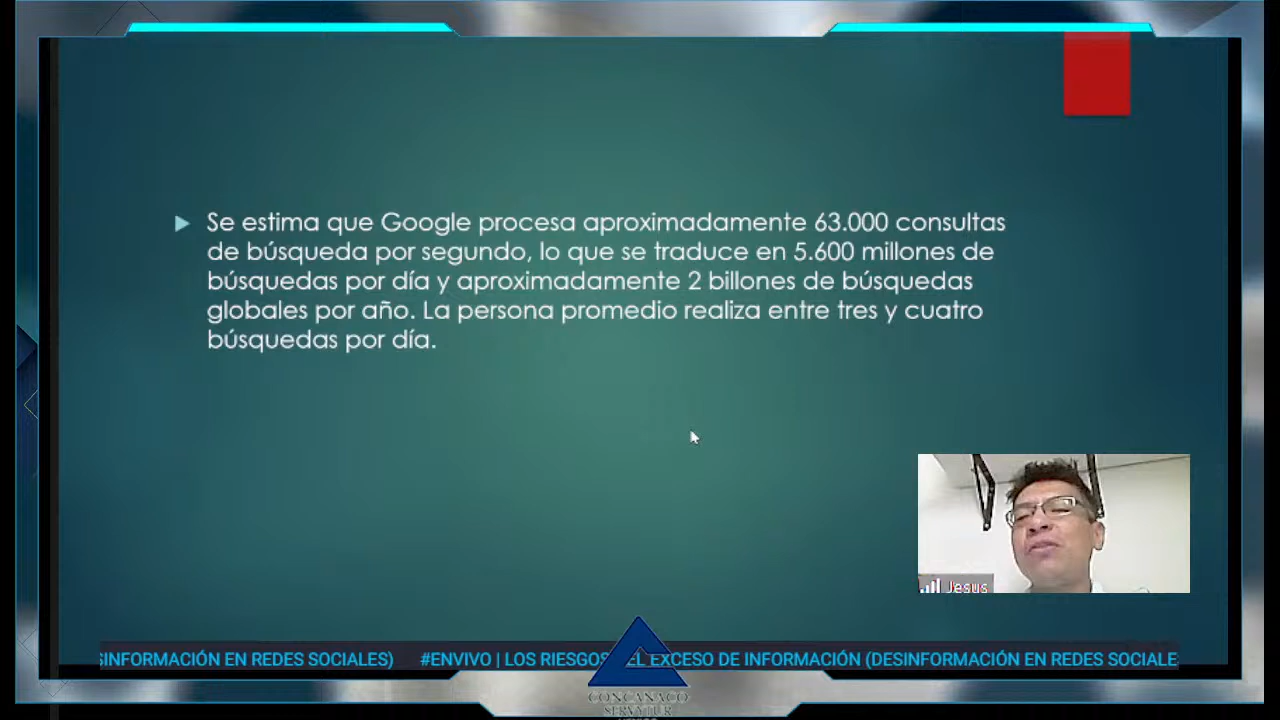 Se estima que Google procesa aproximadamente 63.000 consultas
de búsqueda por segundo, lo que se traduce en 5.600 millones de
búsquedas por día y aproximadamente 2 billones de búsquedas
globales por año. La persona promedio realiza entre tres y cuatro
búsquedas por día.
Jesus
SINFORMACIÓN EN REDES SOCIALES) #ENVIVO | LOS RIESGOS EL EXCESO DE INFORMACIÓN (DESINFORMACIÓN EN REDES SOCIALE
CONCANACO
SERVYTUR